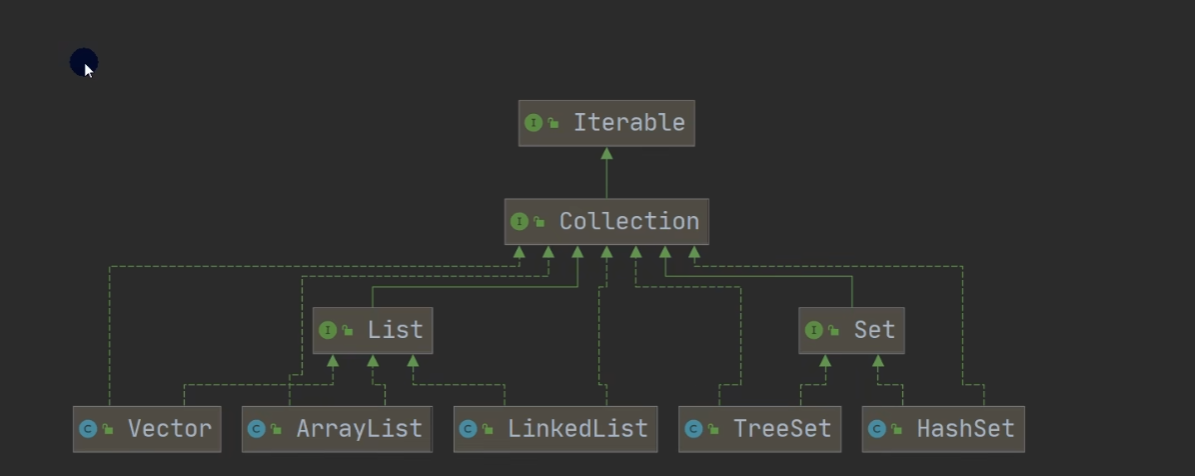 Iterable
Collection
List
Set
Vector
ArrayList
LinkedList
TreeSet
HashSet